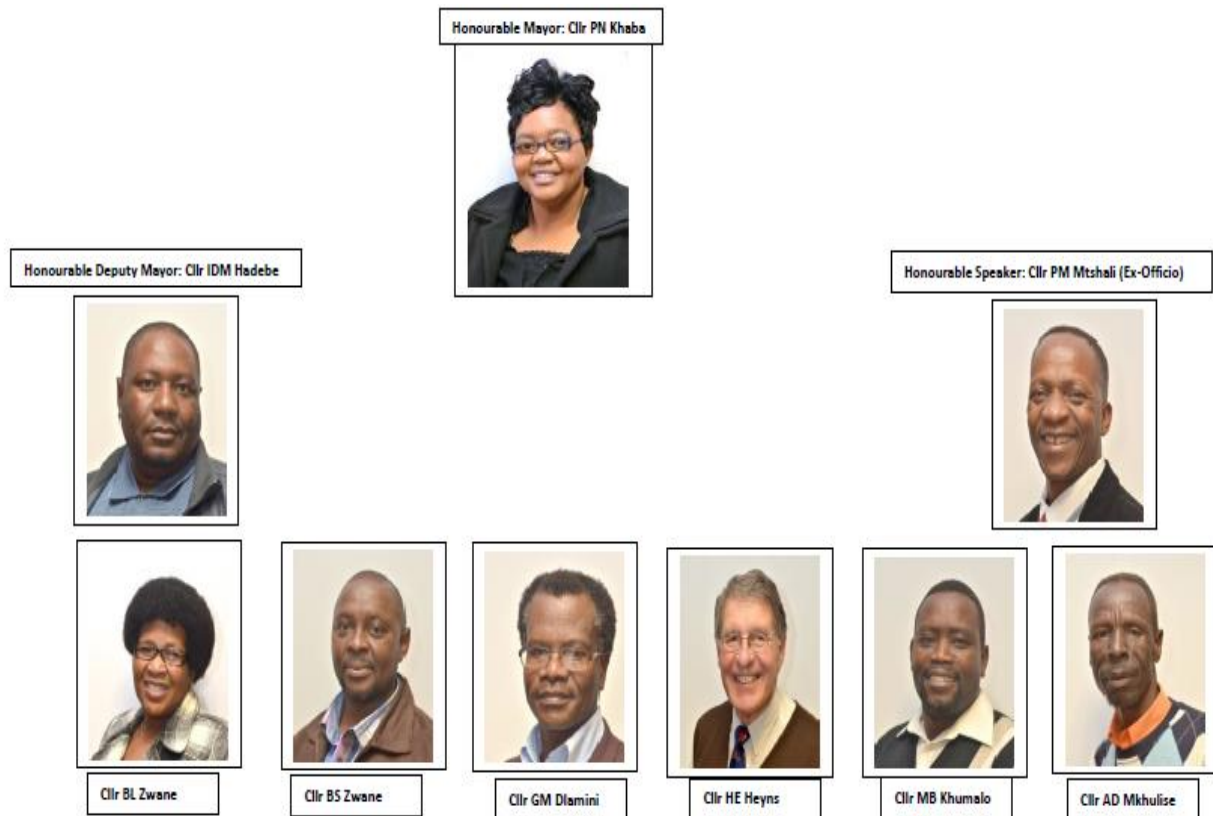 Honourable Mayor: Cllr PN Khaba
Honourable Deputy Mayor: Cllr IDM Hadebe
Honourable Speaker: Cllr PM Mtshali (Ex-Officio)
Cllr BL Zwane
Cllr BS Zwane
Cllr GM Dlamini
Cllr HE Heyns
Cllr MB Khumalo
Cllr AD Mkhulise